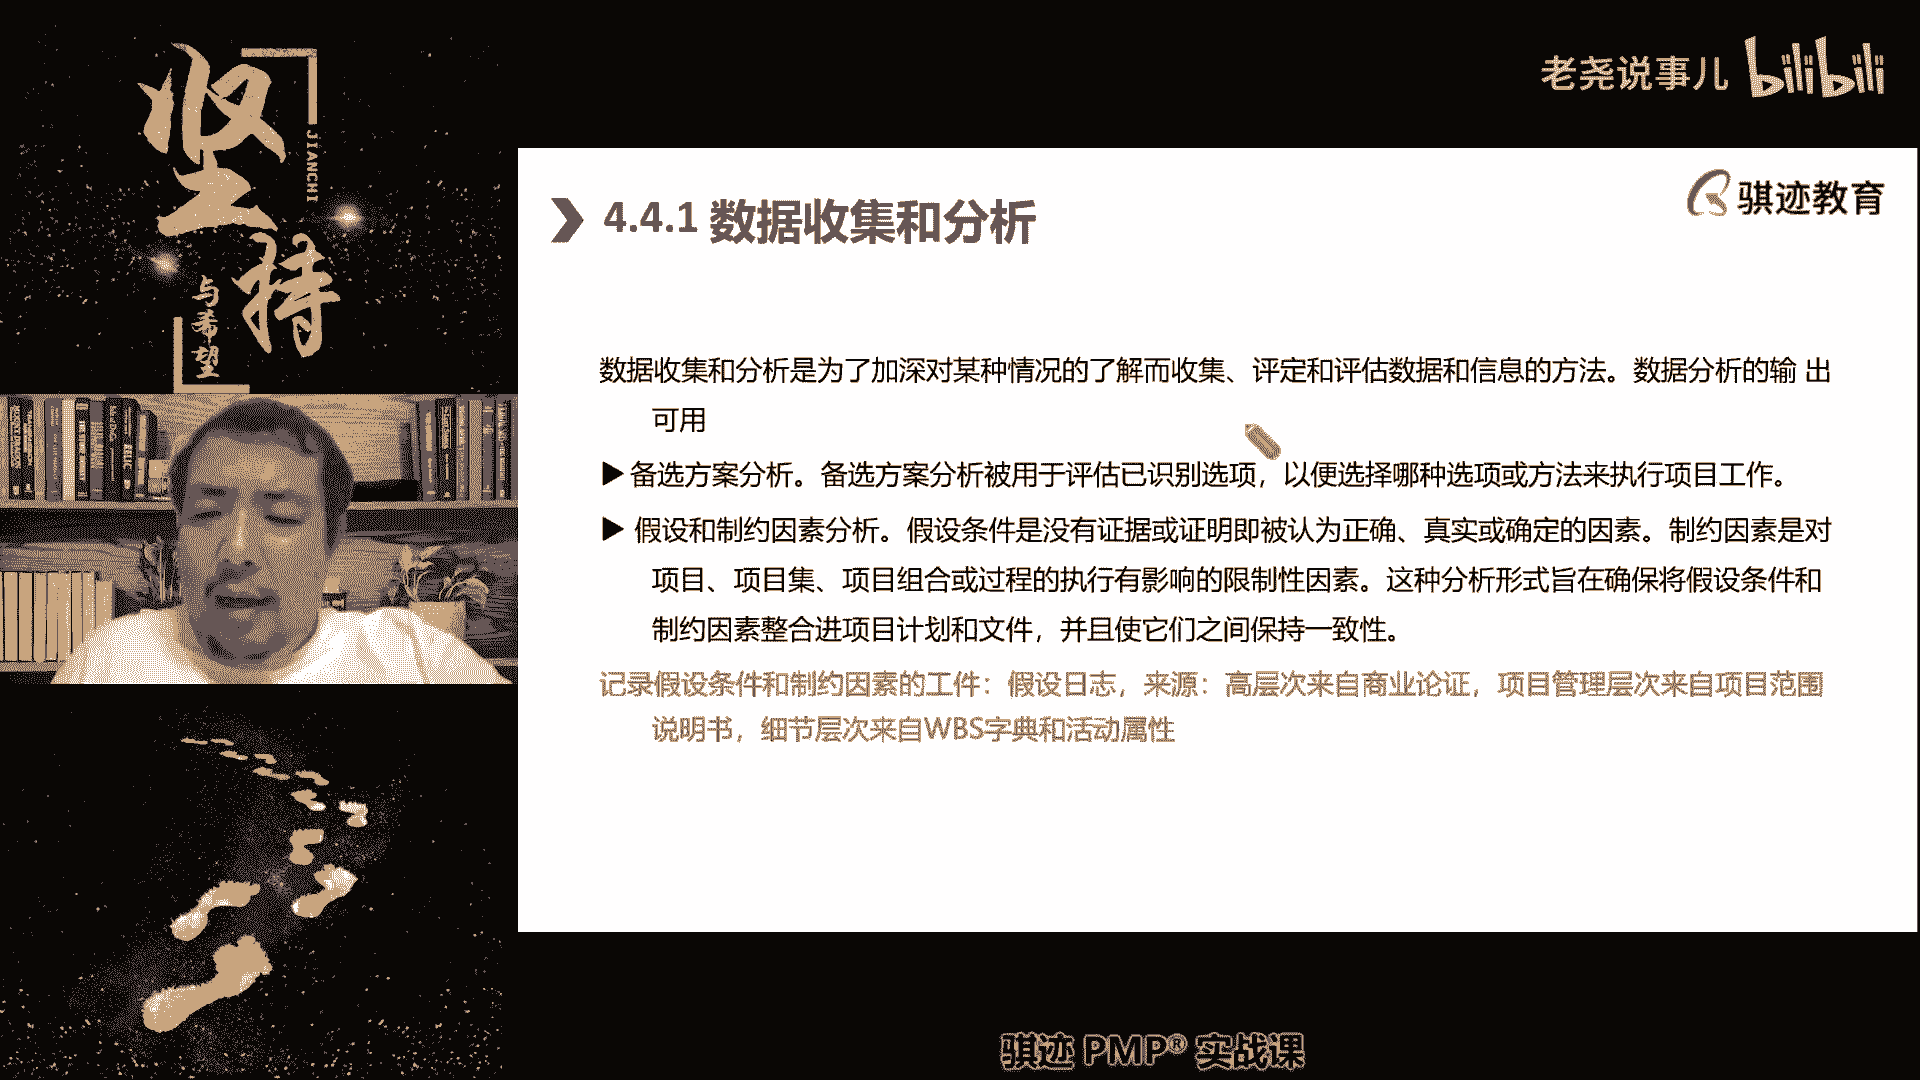 坚持
JIANCHI
与希望
老尧说事儿 bilibili
骐迹教育
4.4.1 数据收集和分析
数据收集和分析是为了加深对某种情况的了解而收集、评定和评估数据和信息的方法。数据分析的输 出
可用
▶ 备选方案分析。备选方案分析被用于评估已识别选项，以便选择哪种选项或方法来执行项目工作。
▶ 假设和制约因素分析。假设条件是没有证据或证明即被认为正确、真实或确定的因素。制约因素是对
项目、项目集、项目组合或过程的执行有影响的限制性因素。这种分析形式旨在确保将假设条件和
制约因素整合进项目计划和文件，并且使它们之间保持一致性。
记录假设条件和制约因素的工件：假设日志，来源：高层次来自商业论证，项目管理层次来自项目范围
说明书，细节层次来自WBS字典和活动属性
骐迹 PMP® 实战课